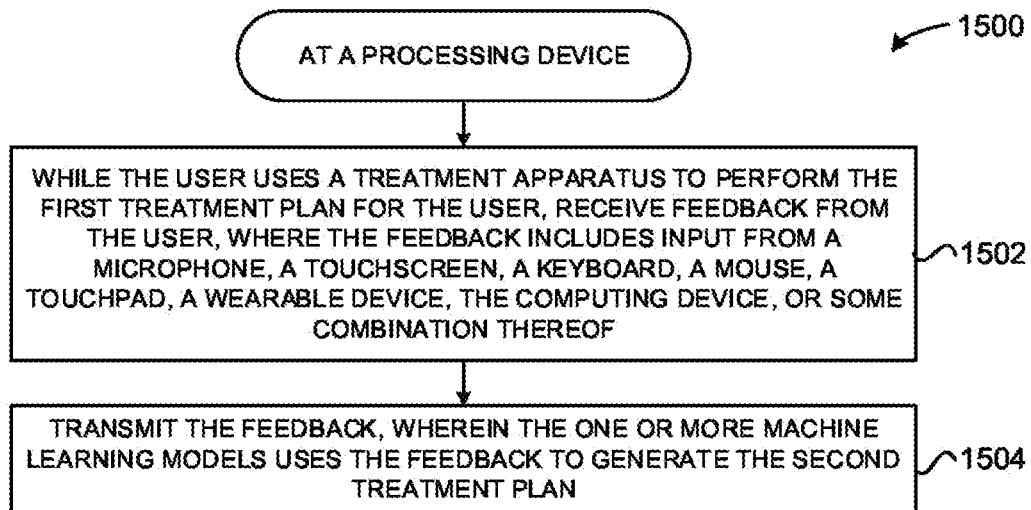 1500
AT A PROCESSING DEVICE
WHILE THE USER USES A TREATMENT APPARATUS TO PERFORM THE
FIRST TREATMENT PLAN FOR THE USER, RECEIVE FEEDBACK FROM
THE USER, WHERE THE FEEDBACK INCLUDES INPUT FROM A
MICROPHONE, A TOUCHSCREEN, A KEYBOARD, A MOUSE, A
TOUCHPAD, A WEARABLE DEVICE, THE COMPUTING DEVICE, OR SOME
COMBINATION THEREOF
1502
TRANSMIT THE FEEDBACK, WHEREIN THE ONE OR MORE MACHINE
LEARNING MODELS USES THE FEEDBACK TO GENERATE THE SECOND
TREATMENT PLAN
1504